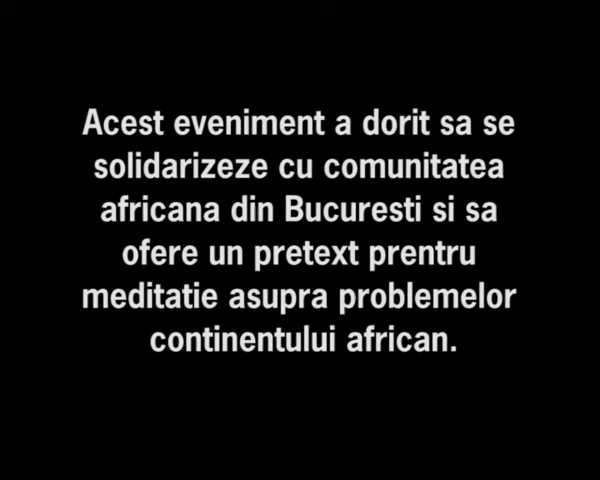 Acest eveniment a dorit sa se
solidarizeze cu comunitatea
africana din Bucuresti si sa
ofere un pretext prentru
meditatie asupra problemelor
continentului african.